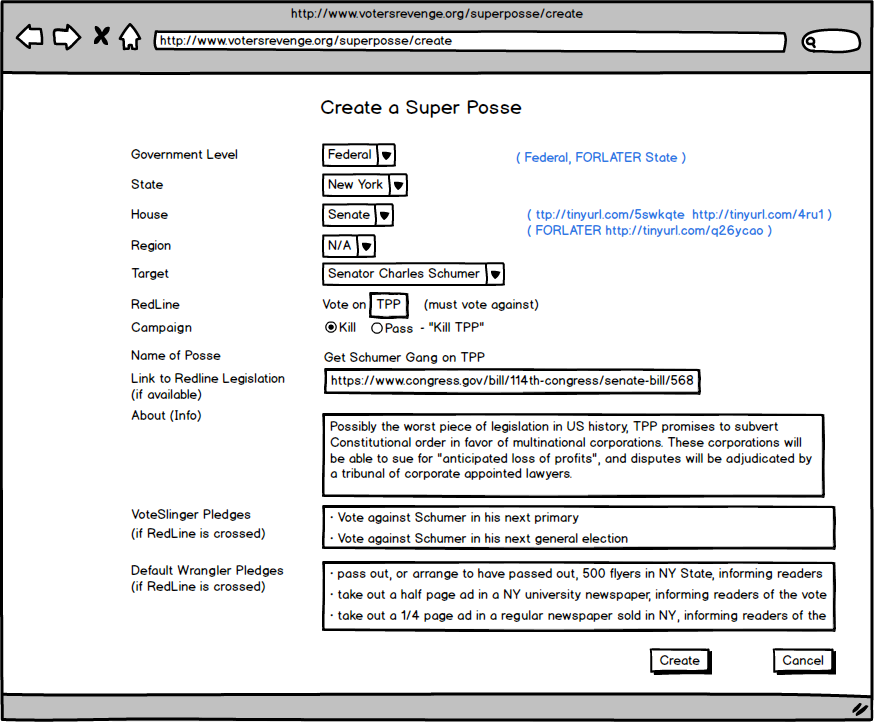 http://www.votersrevenge.org/superposse/create
http://www.votersrevenge.org/superposse/create
Create a Super Posse
Government Level Federal ( Federal, FORLATER State )
State New York
House Senate ( ttp://tinyurl.com/5swkqte http://tinyurl.com/4ru1 )
( FORLATER http://tinyurl.com/q26ycao )
Region N/A
Target Senator Charles Schumer
RedLine Vote on TPP (must vote against)
Campaign Kill Pass - "Kill TPP"
Name of Posse Get Schumer Gang on TPP
Link to Redline Legislation https://www.congress.gov/bill/114th-congress/senate-bill/568
(if available)
About (Info)
Possibly the worst piece of legislation in US history, TPP promises to subvert
Constitutional order in favor of multinational corporations. These corporations will
be able to sue for "anticipated loss of profits", and disputes will be adjudicated by
a tribunal of corporate appointed lawyers.
VoteSlinger Pledges
(if RedLine is crossed)
· Vote against Schumer in his next primary
· Vote against Schumer in his next general election
Default Wrangler Pledges
(if RedLine is crossed)
· pass out, or arrange to have passed out, 500 flyers in NY State, informing readers
· take out a half page ad in a NY university newspaper, informing readers of the vote
· take out a 1/4 page ad in a regular newspaper sold in NY, informing readers of the
Create Cancel